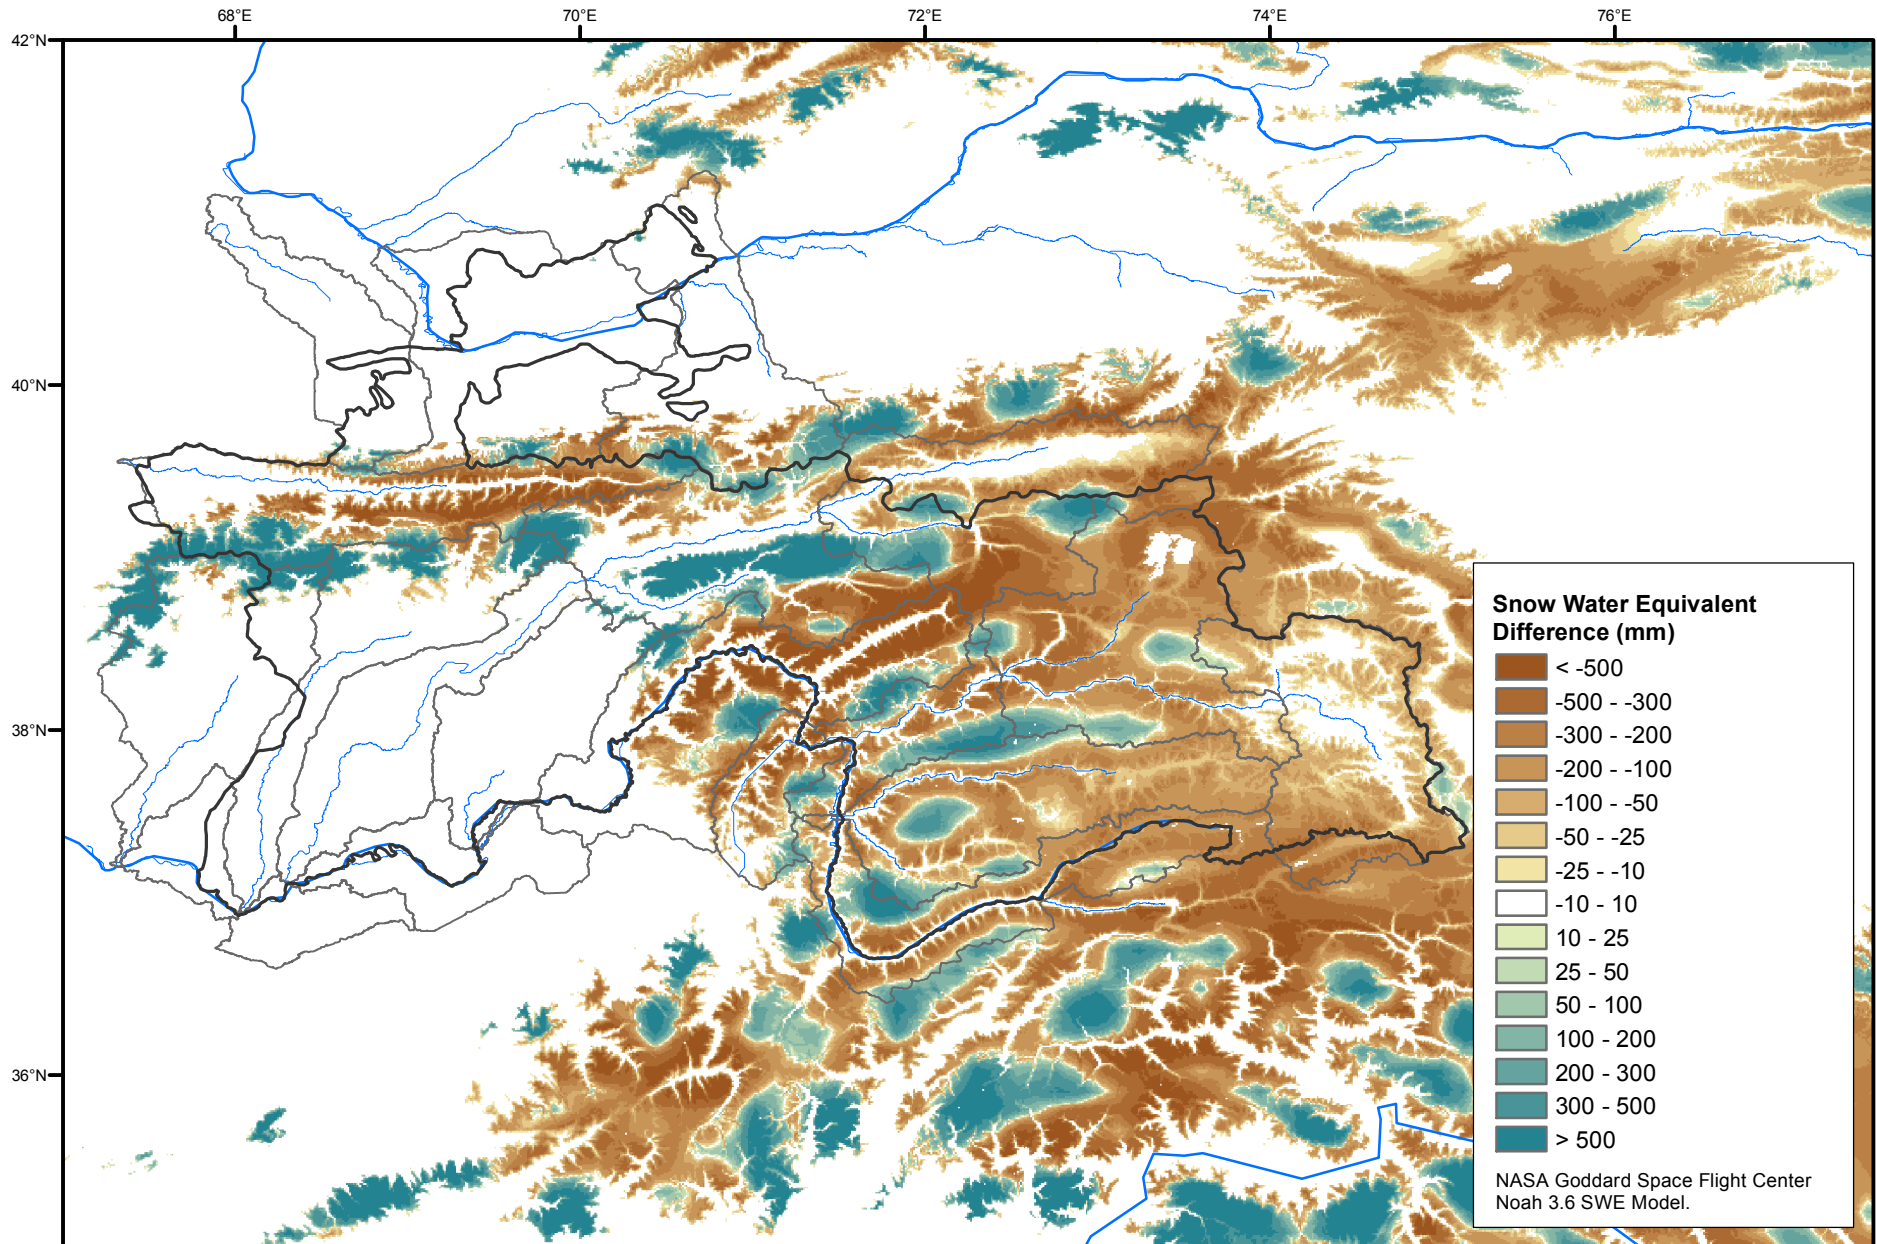 68°E 70°E 72°E 74°E 76°E
42°N
40°N
38°N
36°N
Snow Water Equivalent
Difference (mm)
< -500
-500 - -300
-300 - -200
-200 - -100
-100 - -50
-50 - -25
-25 - -10
-10 - 10
10 - 25
25 - 50
50 - 100
100 - 200
200 - 300
300 - 500
> 500
NASA Goddard Space Flight Center
Noah 3.6 SWE Model.